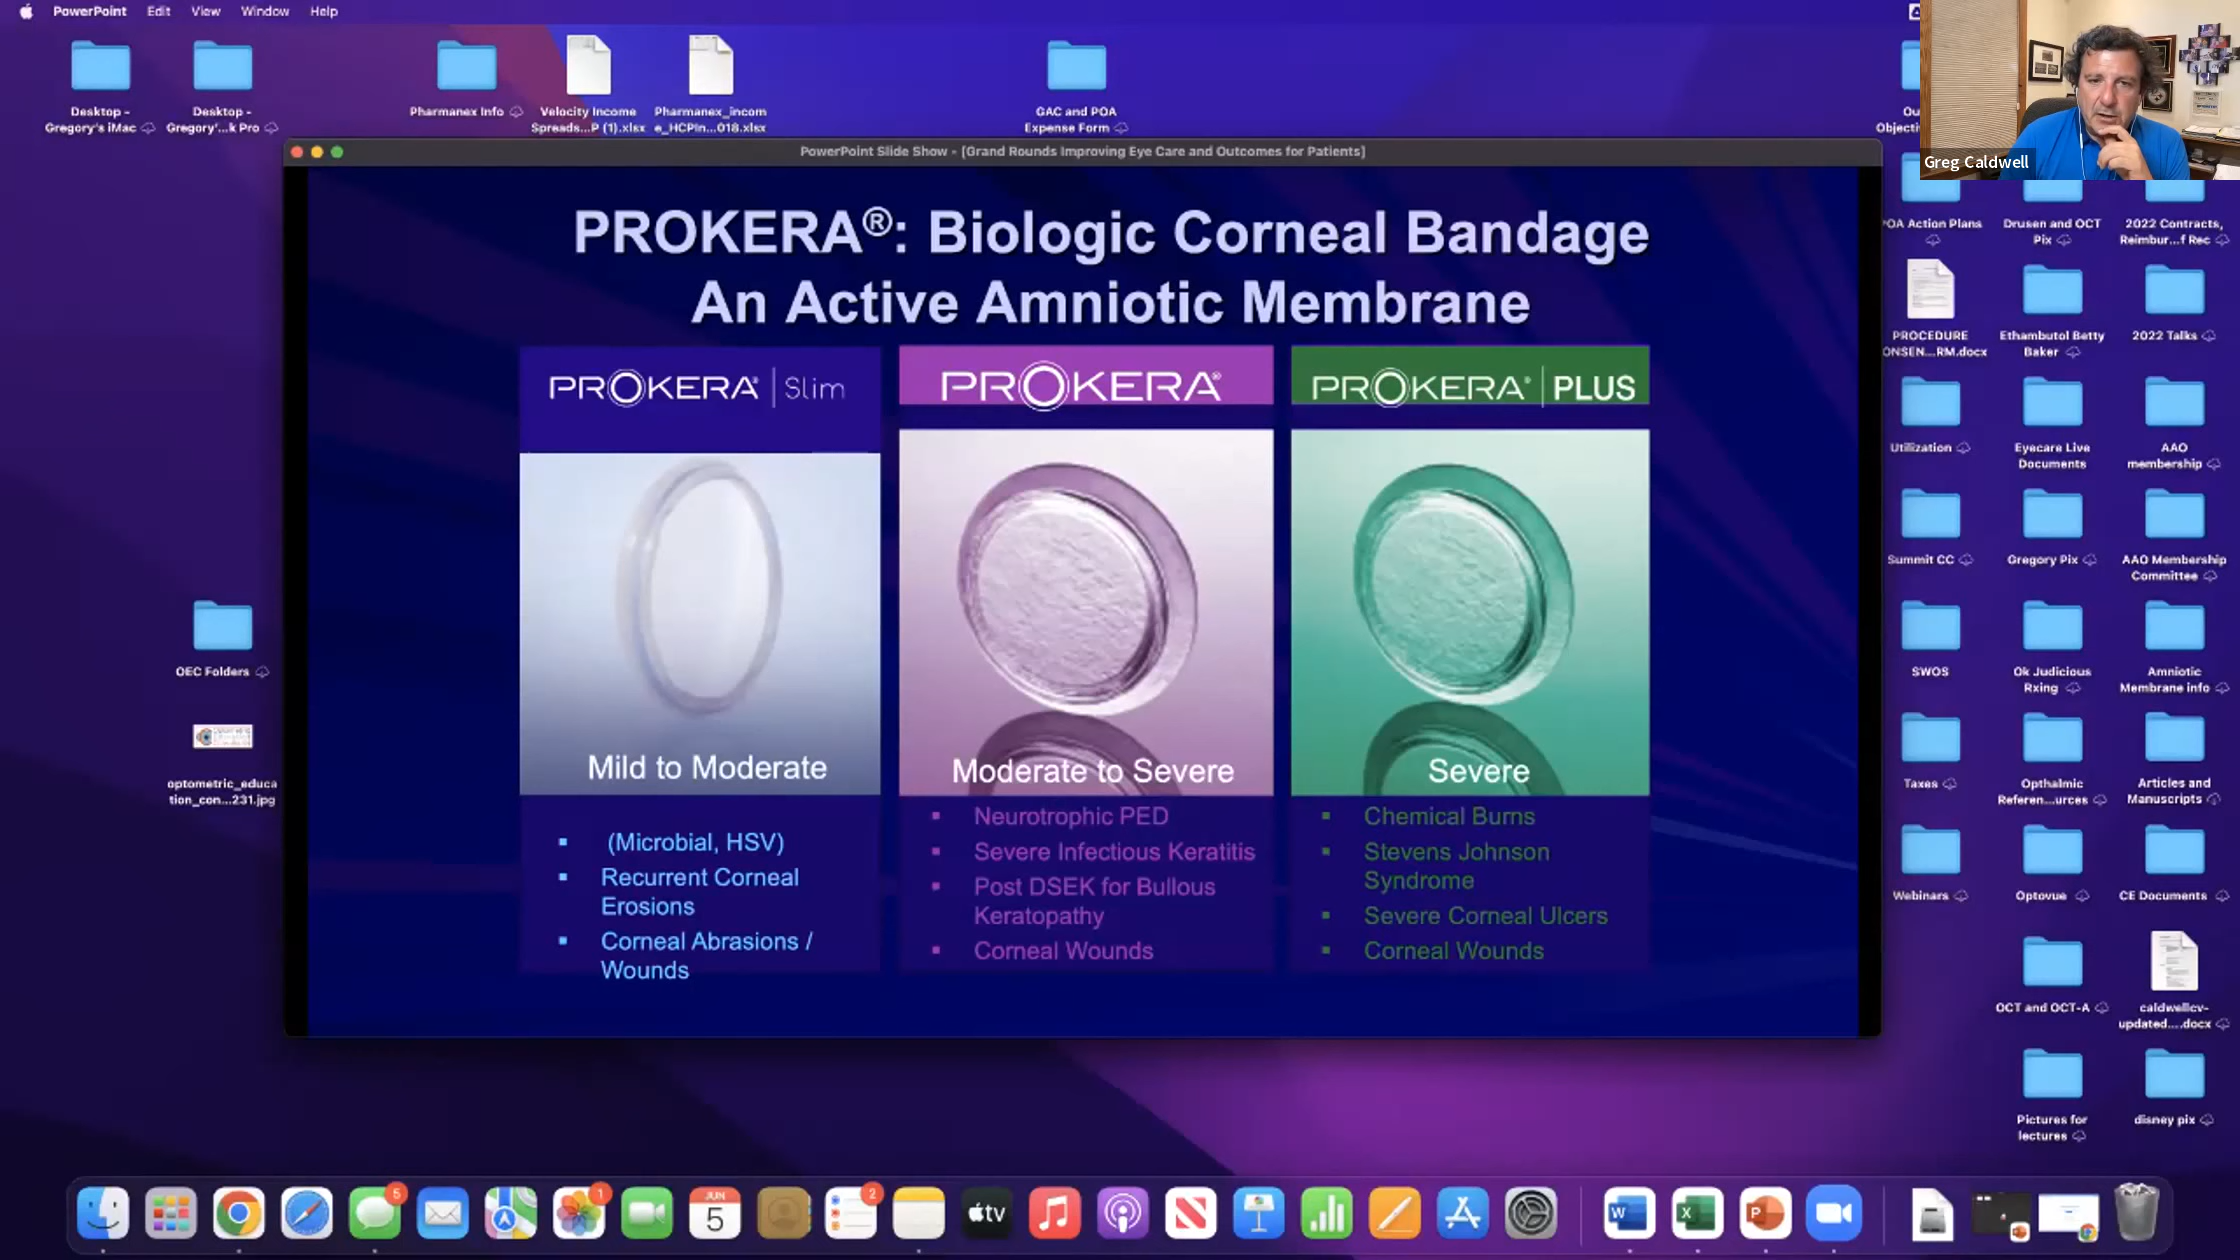 PowerPoint Edit View Window Help
Desktop -
Gregory's iMac
Desktop -
Gregory'...k Pro
Pharmanex Info
Velocity Income
Spreads...P (1).xlsx
Pharmanex_incom
e_HCPIn...018.xlsx
GAC and POA
Expense Form
Greg Caldwell
PowerPoint Slide Show - [Grand Rounds Improving Eye Care and Outcomes for Patients]
PROKERA®: Biologic Corneal Bandage
An Active Amniotic Membrane
PROKERA® | Slim
Mild to Moderate
(Microbial, HSV)
Recurrent Corneal
Erosions
Corneal Abrasions /
Wounds
PROKERA®
Moderate to Severe
Neurotrophic PED
Severe Infectious Keratitis
Post DSEK for Bullous
Keratopathy
Corneal Wounds
PROKERA® | PLUS
Severe
Chemical Burns
Stevens Johnson
Syndrome
Severe Corneal Ulcers
Corneal Wounds
OEC Folders
optometric_educa
tion_con...231.jpg
POA Action Plans
Drusen and OCT
Pix
2022 Contracts,
Reimbur...f Rec
PROCEDURE
ONSEN...RM.docx
Ethambutol Betty
Baker
2022 Talks
Utilization
Eyecare Live
Documents
AAO
membership
Summit CC
Gregory Pix
AAO Membership
Committee
SWOS
Ok Judicious
Rxing
Amniotic
Membrane info
Taxes
Opthalmic
Referen...urces
Articles and
Manuscripts
Webinars
Optovue
CE Documents
OCT and OCT-A
caldwellcv-
updated....docx
Pictures for
lectures
disney pix
5
1
JUN
5
2
tv
W
X
P